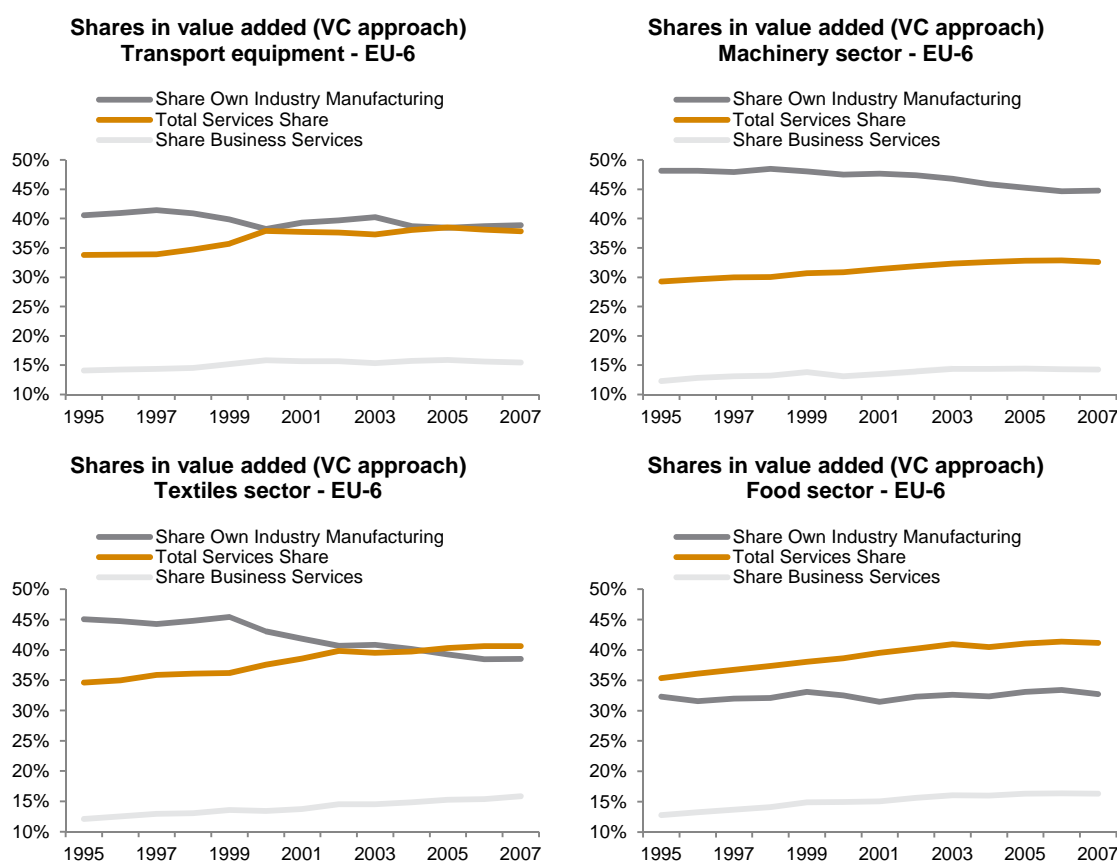 Shares in value added (VC approach)
Transport equipment - EU-6
Share Own Industry Manufacturing
Total Services Share
Share Business Services
50%
45%
40%
35%
30%
25%
20%
15%
10%
1995 1997 1999 2001 2003 2005 2007
Shares in value added (VC approach)
Machinery sector - EU-6
Share Own Industry Manufacturing
Total Services Share
Share Business Services
50%
45%
40%
35%
30%
25%
20%
15%
10%
1995 1997 1999 2001 2003 2005 2007
Shares in value added (VC approach)
Textiles sector - EU-6
Share Own Industry Manufacturing
Total Services Share
Share Business Services
50%
45%
40%
35%
30%
25%
20%
15%
10%
1995 1997 1999 2001 2003 2005 2007
Shares in value added (VC approach)
Food sector - EU-6
Share Own Industry Manufacturing
Total Services Share
Share Business Services
50%
45%
40%
35%
30%
25%
20%
15%
10%
1995 1997 1999 2001 2003 2005 2007